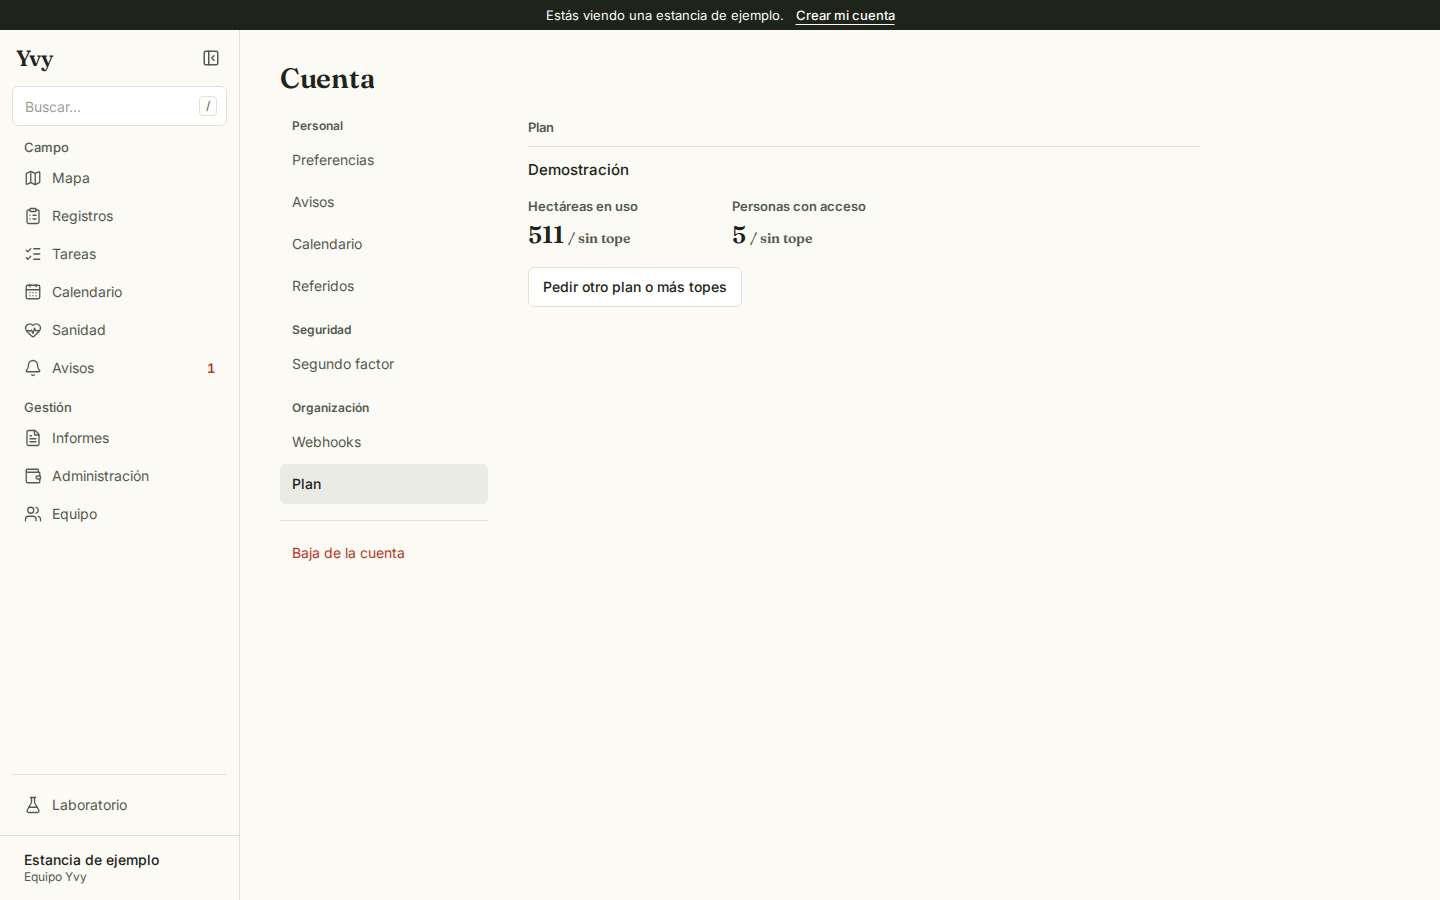 Estás viendo una estancia de ejemplo. Crear mi cuenta
Yvy
Buscar... /
Campo
Mapa
Registros
Tareas
Calendario
Sanidad
Avisos 1
Gestión
Informes
Administración
Equipo
Laboratorio
Estancia de ejemplo
Equipo Yvy
Cuenta
Personal
Preferencias
Avisos
Calendario
Referidos
Seguridad
Segundo factor
Organización
Webhooks
Plan
Baja de la cuenta
Plan
Demostración
Hectáreas en uso
511 / sin tope
Personas con acceso
5 / sin tope
Pedir otro plan o más topes